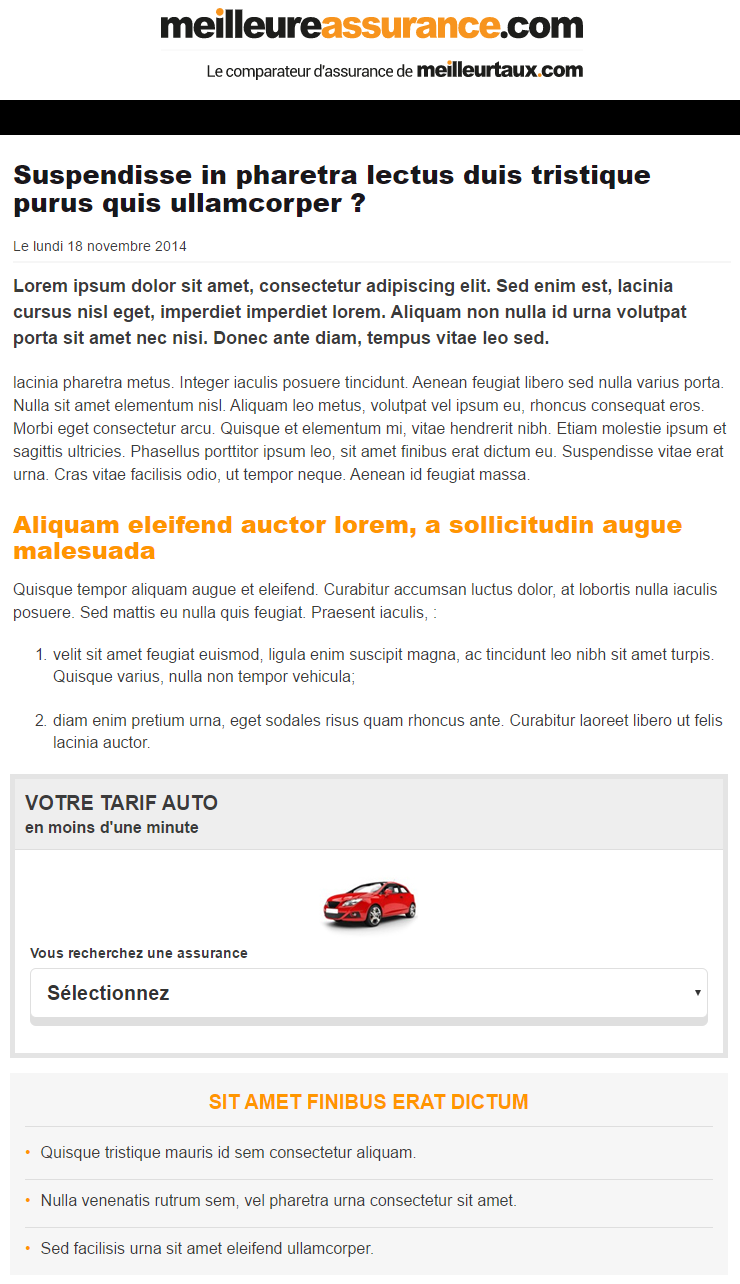 meilleureassurance.com
Le comparateur d'assurance de meilleurtaux.com
Suspendisse in pharetra lectus duis tristique
purus quis ullamcorper ?
Le lundi 18 novembre 2014
Lorem ipsum dolor sit amet, consectetur adipiscing elit. Sed enim est, lacinia
cursus nisl eget, imperdiet imperdiet lorem. Aliquam non nulla id urna volutpat
porta sit amet nec nisi. Donec ante diam, tempus vitae leo sed.
lacinia pharetra metus. Integer iaculis posuere tincidunt. Aenean feugiat libero sed nulla varius porta.
Nulla sit amet elementum nisl. Aliquam leo metus, volutpat vel ipsum eu, rhoncus consequat eros.
Morbi eget consectetur arcu. Quisque et elementum mi, vitae hendrerit nibh. Etiam molestie ipsum et
sagittis ultricies. Phasellus porttitor ipsum leo, sit amet finibus erat dictum eu. Suspendisse vitae erat
urna. Cras vitae facilisis odio, ut tempor neque. Aenean id feugiat massa.
Aliquam eleifend auctor lorem, a sollicitudin augue
malesuada
Quisque tempor aliquam augue et eleifend. Curabitur accumsan luctus dolor, at lobortis nulla iaculis
posuere. Sed mattis eu nulla quis feugiat. Praesent iaculis, :
1. velit sit amet feugiat euismod, ligula enim suscipit magna, ac tincidunt leo nibh sit amet turpis.
Quisque varius, nulla non tempor vehicula;
2. diam enim pretium urna, eget sodales risus quam rhoncus ante. Curabitur laoreet libero ut felis
lacinia auctor.
VOTRE TARIF AUTO
en moins d'une minute
Vous recherchez une assurance
Sélectionnez
SIT AMET FINIBUS ERAT DICTUM
• Quisque tristique mauris id sem consectetur aliquam.
• Nulla venenatis rutrum sem, vel pharetra urna consectetur sit amet.
• Sed facilisis urna sit amet eleifend ullamcorper.